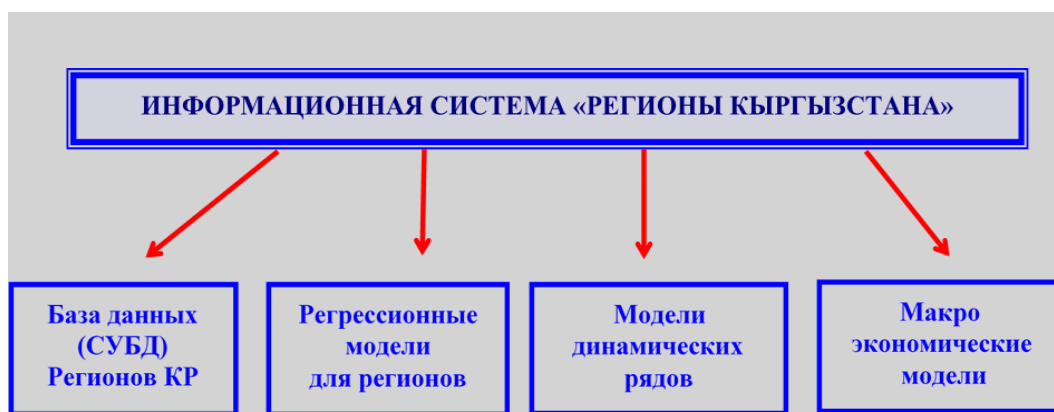 ИНФОРМАЦИОННАЯ СИСТЕМА «РЕГИОНЫ КЫРГЫЗСТАНА»
База данных
(СУБД)
Регионов КР
Регрессионные
модели
для регионов
Модели
динамических
рядов
Макро
экономические
модели